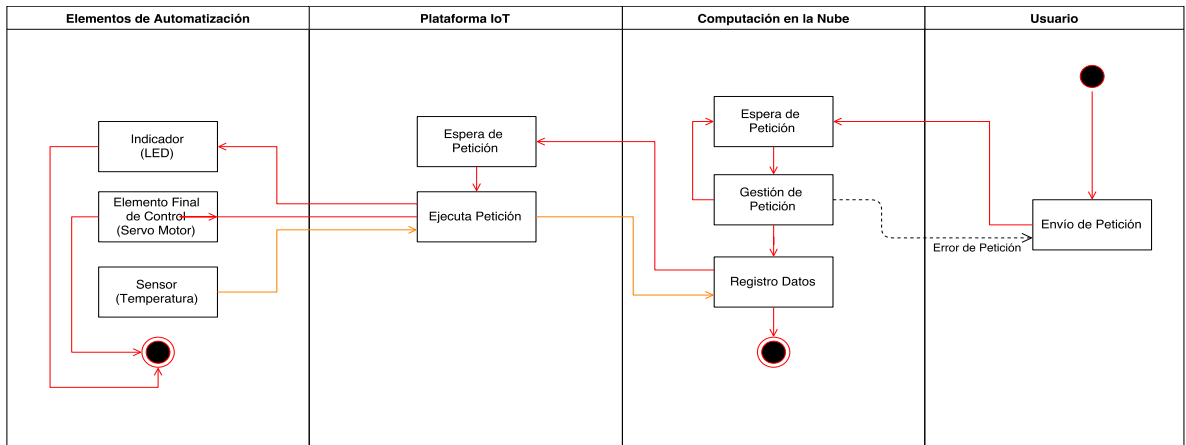 Elementos de Automatización
Plataforma IoT
Computación en la Nube
Usuario
Indicador
(LED)
Elemento Final
de Control
(Servo Motor)
Sensor
(Temperatura)
Espera de
Petición
Ejecuta Petición
Espera de
Petición
Gestión de
Petición
Registro Datos
Envío de Petición
Error de Petición